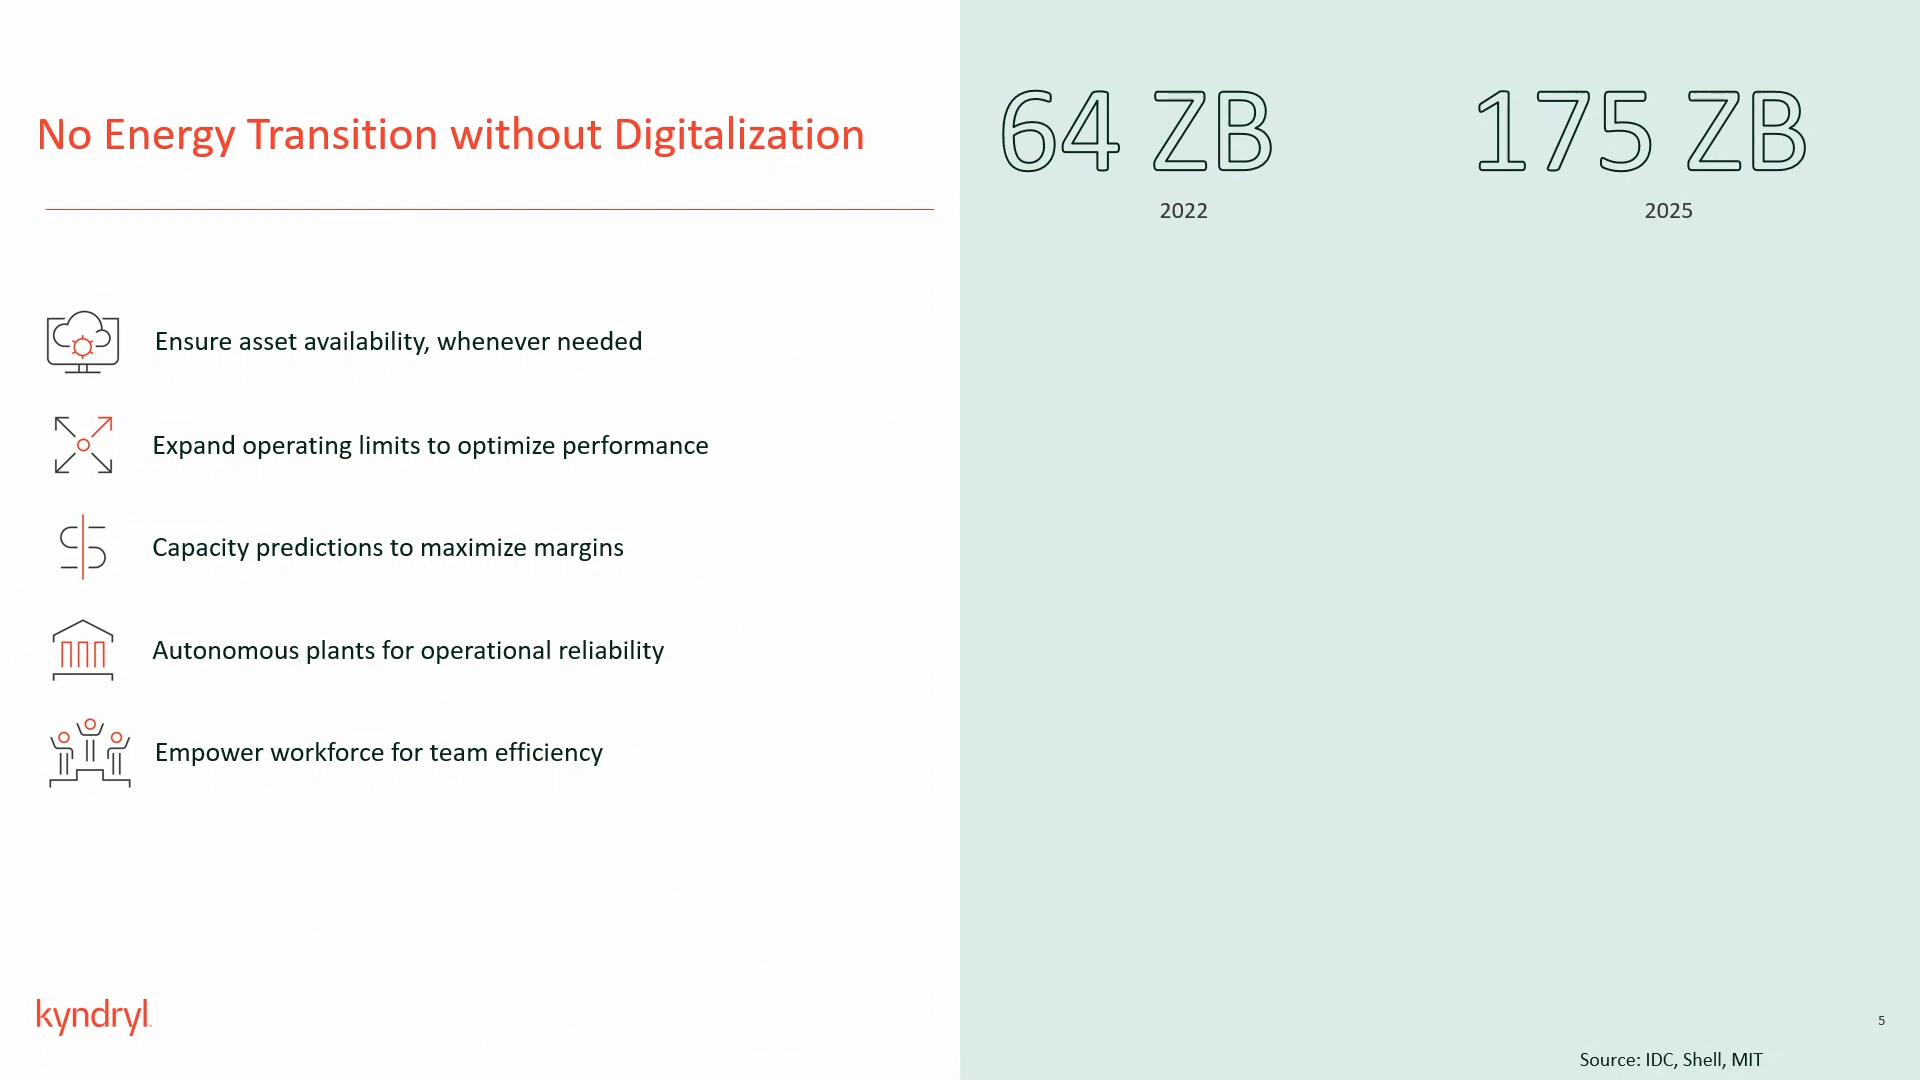 No Energy Transition without Digitalization
Ensure asset availability, whenever needed
Expand operating limits to optimize performance
Capacity predictions to maximize margins
Autonomous plants for operational reliability
Empower workforce for team efficiency
kyndryl
64 ZB
2022
175 ZB
2025
5
Source: IDC, Shell, MIT